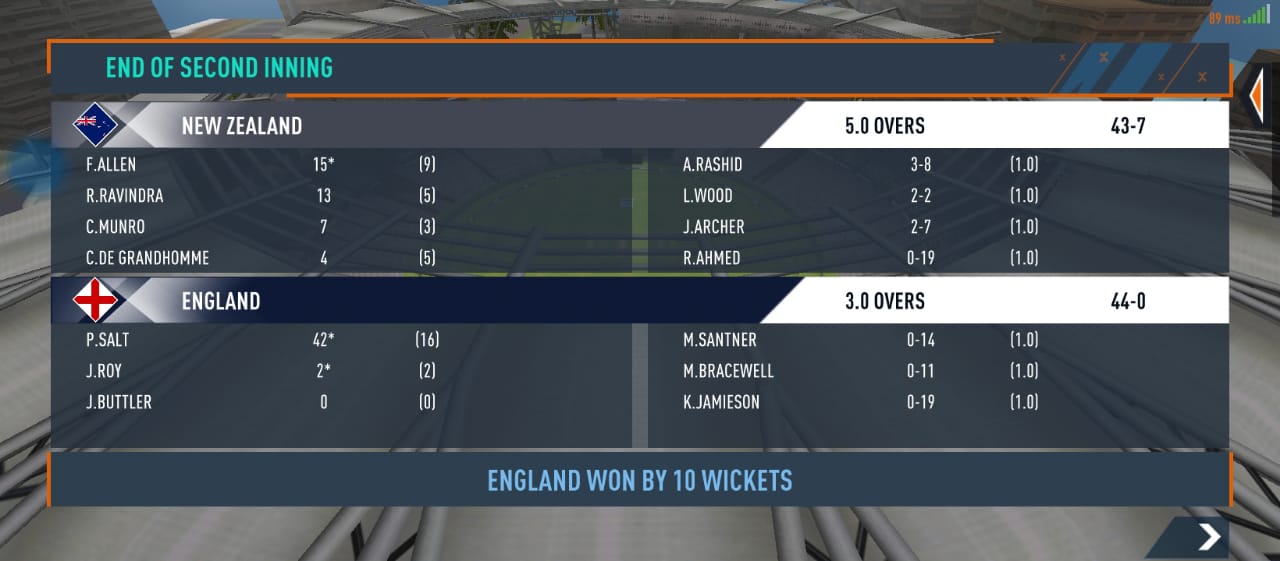 89 ms
END OF SECOND INNING
NEW ZEALAND 5.0 OVERS 43-7
F.ALLEN 15* (9) A.RASHID 3-8 (1.0)
R.RAVINDRA 13 (5) L.WOOD 2-2 (1.0)
C.MUNRO 7 (3) J.ARCHER 2-7 (1.0)
C.DE GRANDHOMME 4 (5) R.AHMED 0-19 (1.0)
ENGLAND 3.0 OVERS 44-0
P.SALT 42* (16) M.SANTNER 0-14 (1.0)
J.ROY 2* (2) M.BRACEWELL 0-11 (1.0)
J.BUTTLER 0 (0) K.JAMIESON 0-19 (1.0)
ENGLAND WON BY 10 WICKETS